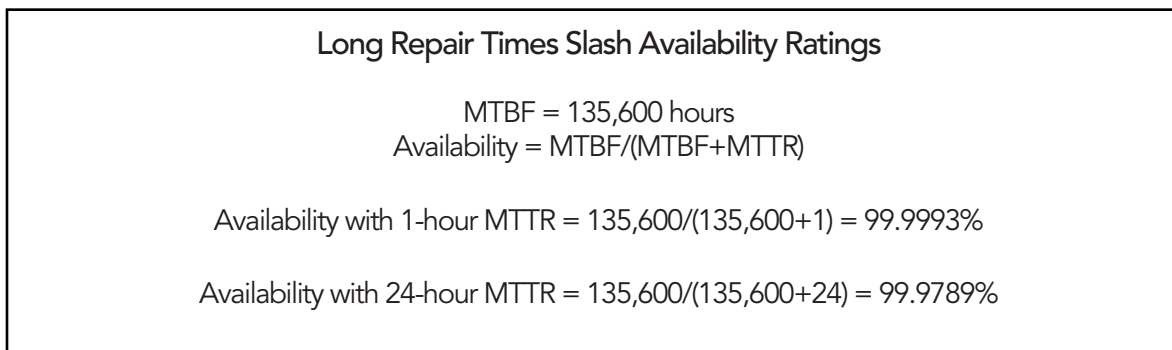 Long Repair Times Slash Availability Ratings
MTBF = 135,600 hours
Availability = MTBF/(MTBF+MTTR)
Availability with 1-hour MTTR = 135,600/(135,600+1) = 99.9993%
Availability with 24-hour MTTR = 135,600/(135,600+24) = 99.9789%